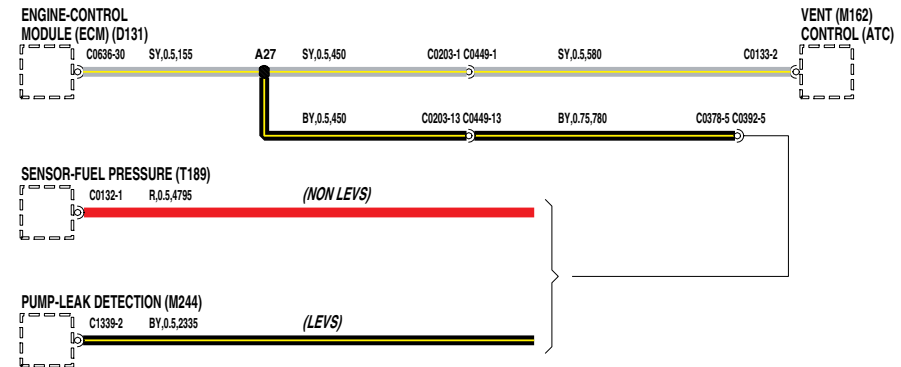 ENGINE-CONTROL
MODULE (ECM) (D131)
VENT (M162)
CONTROL (ATC)
C0636-30 SY,0.5,155 A27 SY,0.5,450 C0203-1 C0449-1 SY,0.5,580 C0133-2
BY,0.5,450 C0203-13 C0449-13 BY,0.75,780 C0378-5 C0392-5
SENSOR-FUEL PRESSURE (T189)
C0132-1 R,0.5,4795 (NON LEVS)
PUMP-LEAK DETECTION (M244)
C1339-2 BY,0.5,2335 (LEVS)